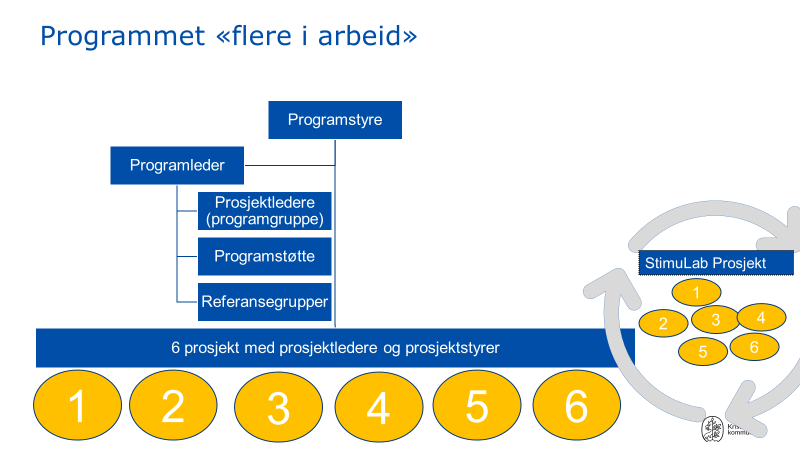 Programmet «flere i arbeid»
Programstyre
Programleder
Prosjektledere
(programgruppe)
Programstøtte
Referansegrupper
6 prosjekt med prosjektledere og prosjektstyrer
1 2 3 4 5 6
StimuLab Prosjekt
1
2 3 4
5 6